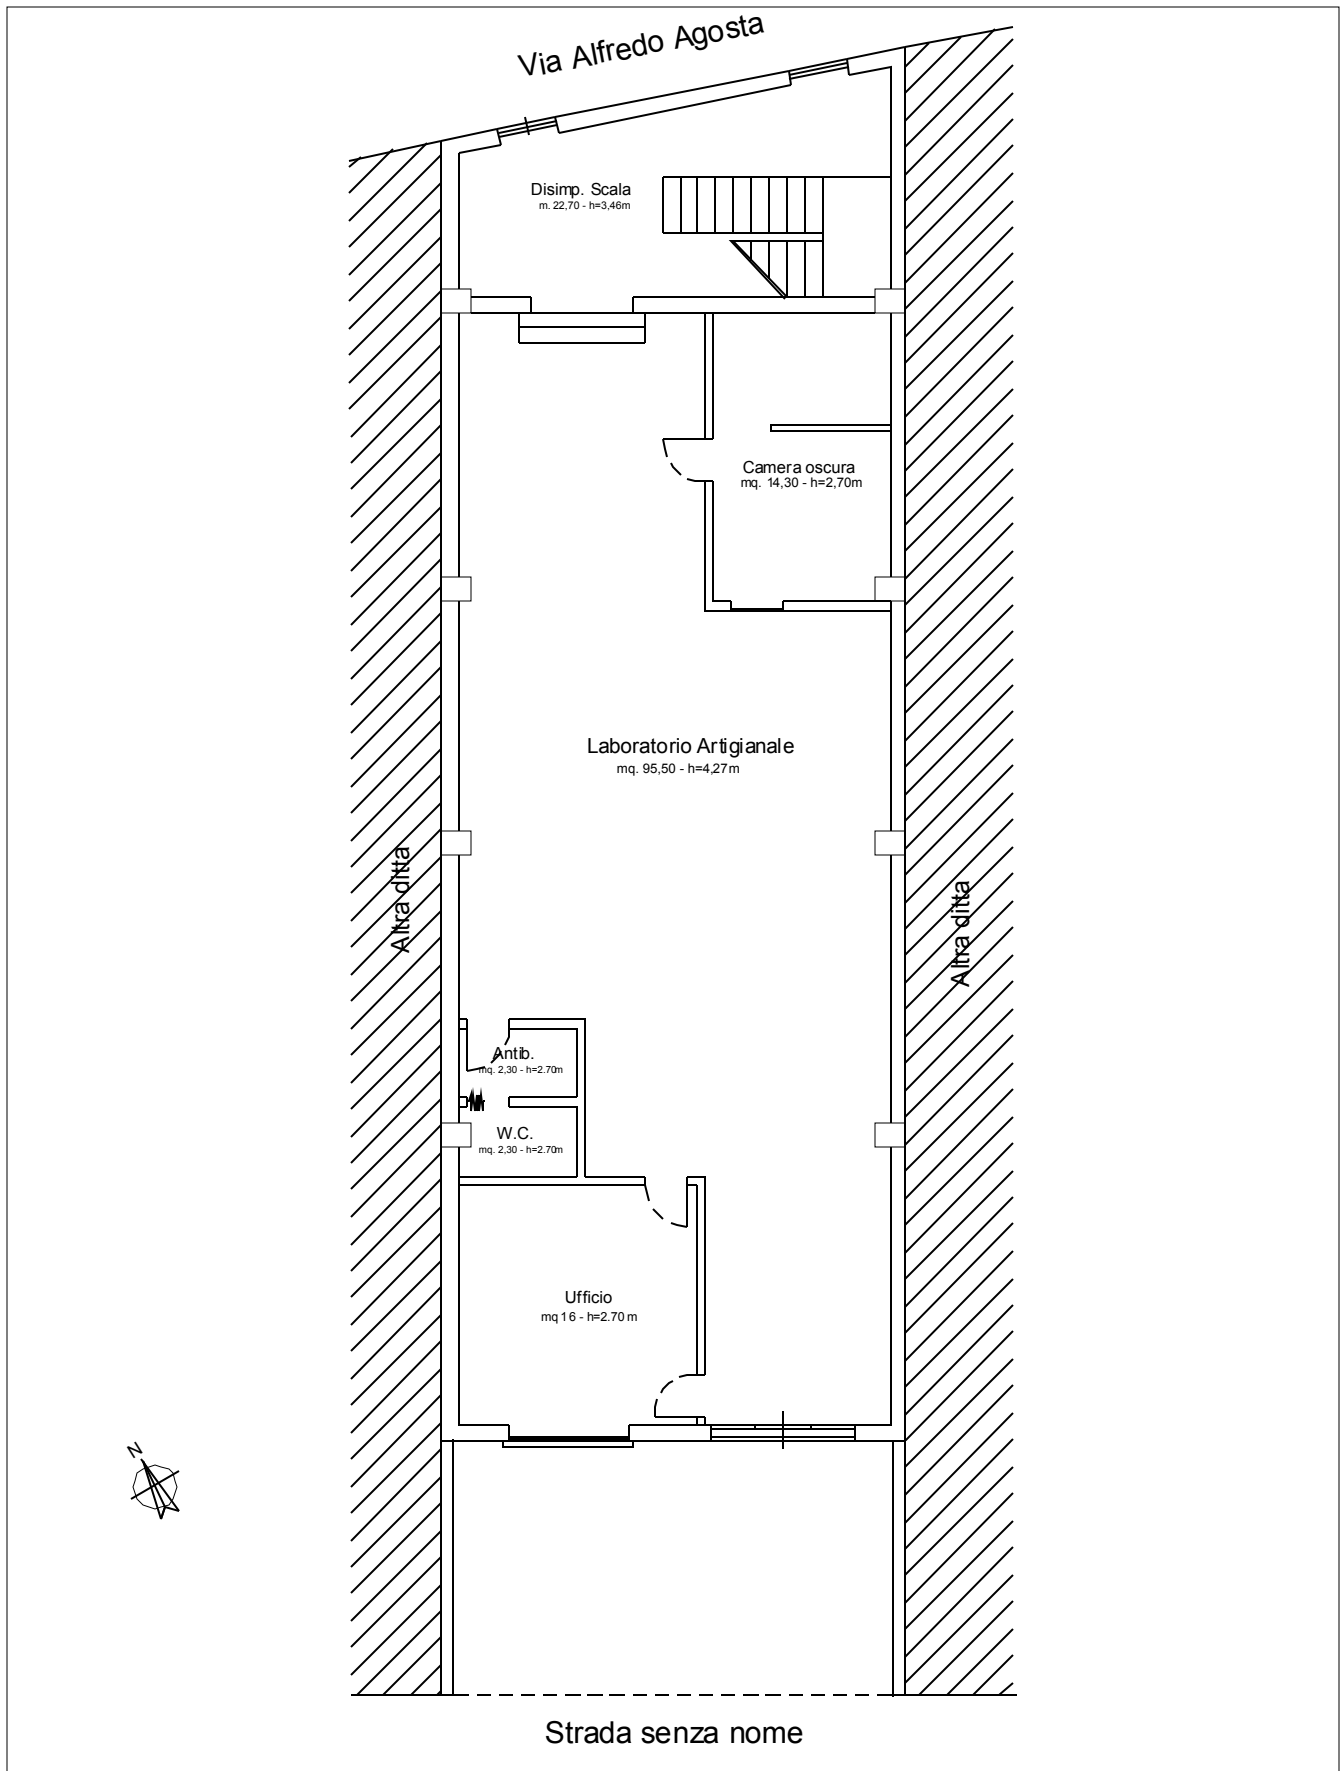 Via Alfredo Agosta
Disimp. Scala
m. 22,70 - h=3,46m
Camera oscura
mq. 14,30 - h=2,70m
Laboratorio Artigianale
mq. 95,50 - h=4,27m
Altra ditta
Altra ditta
Antib.
mq. 2,30 - h=2.70m
W.C.
mq. 2,30 - h=2.70m
Ufficio
mq 16 - h=2.70 m
N
Strada senza nome